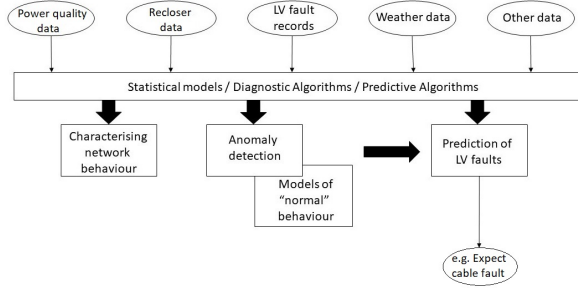 Power quality
data
Recloser
data
LV fault
records
Weather data
Other data
Statistical models / Diagnostic Algorithms / Predictive Algorithms
Characterising
network
behaviour
Anomaly
detection
Models of
“normal”
behaviour
Prediction of
LV faults
e.g. Expect
cable fault